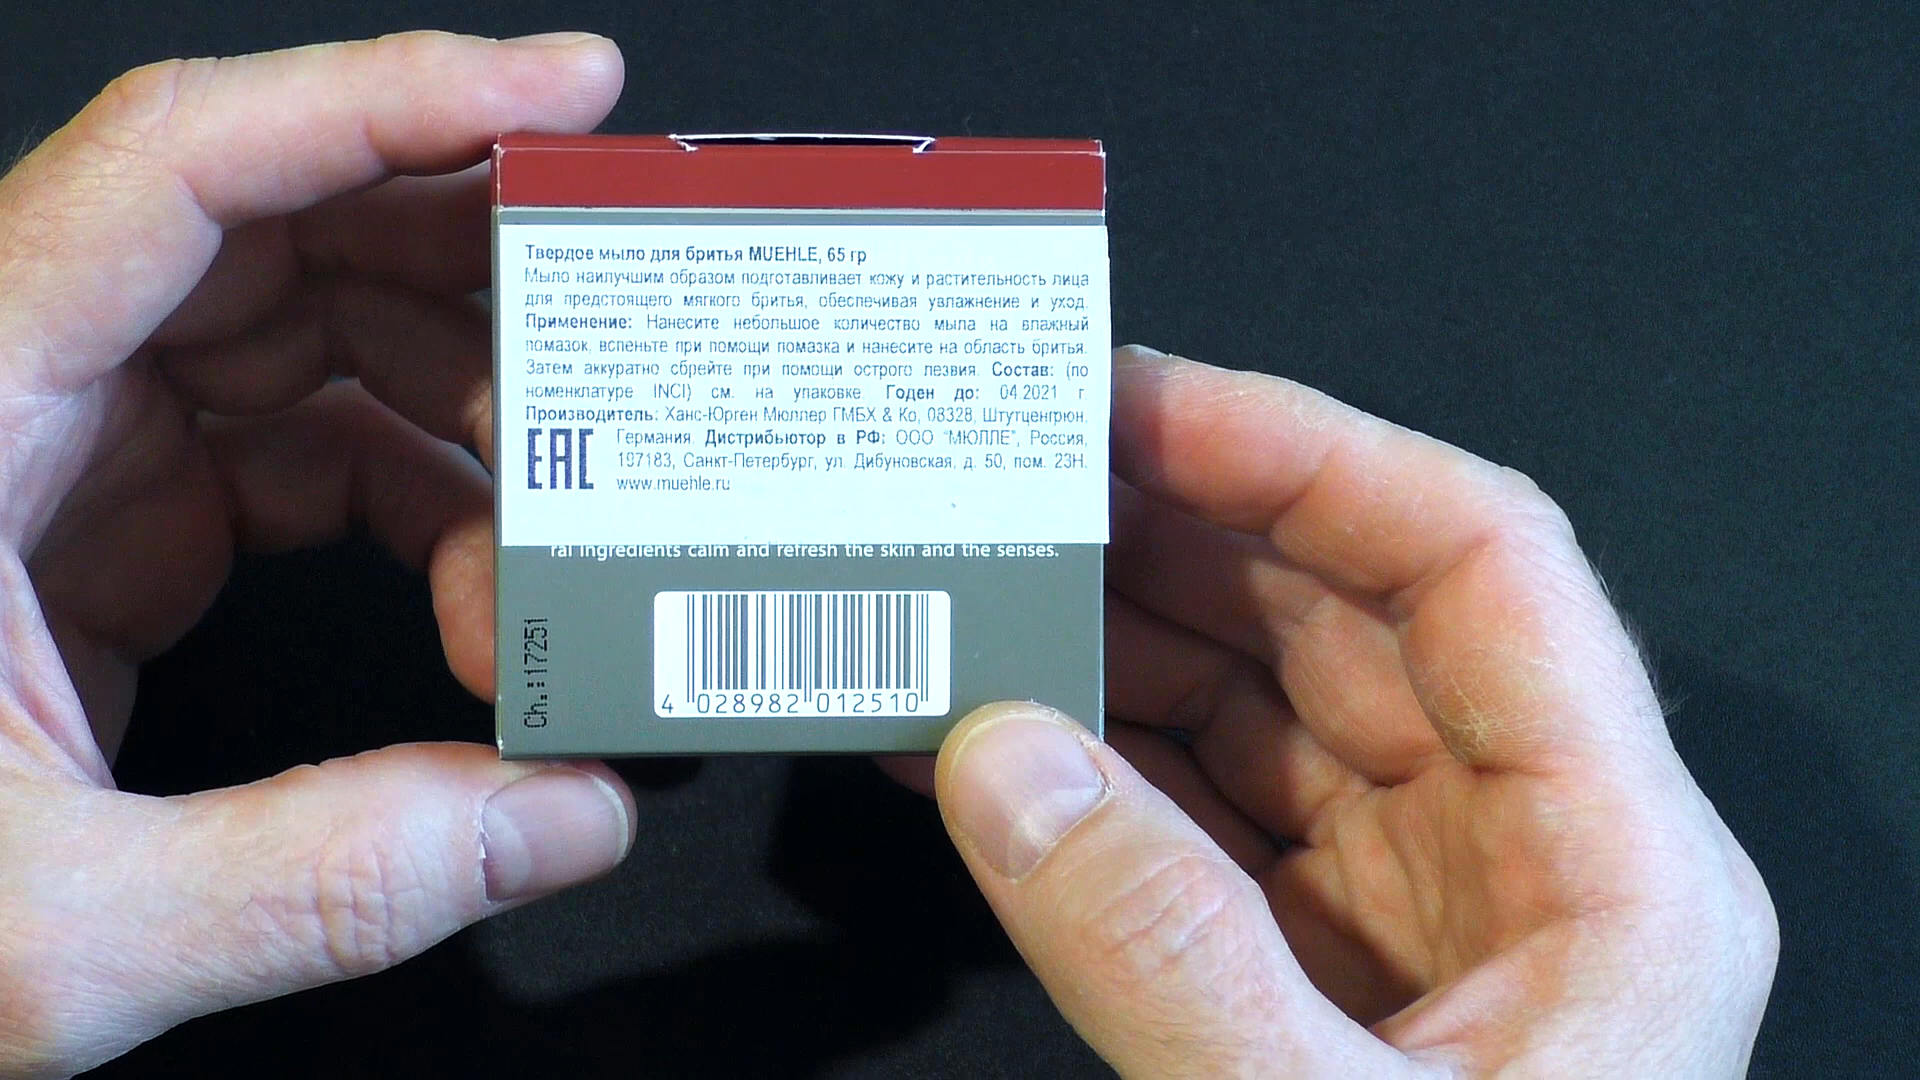 Твердое мыло для бритья MUEHLE, 65 гр
Мыло наилучшим образом подготавливает кожу и растительность лица
для предстоящего мягкого бритья, обеспечивая увлажнение и уход.
Применение: Нанесите небольшое количество мыла на влажный
помазок, вспеньте при помощи помазка и нанесите на область бритья.
Затем аккуратно сбрейте при помощи острого лезвия. Состав: (по
номенклатуре INCI) см. на упаковке. Годен до: 04.2021 г.
Производитель: Ханс-Юрген Мюллер ГМБХ & Ко, 08328, Штутценгрюн,
Германия. Дистрибьютор в РФ: ООО "МЮЛЛЕ", Россия,
197183, Санкт-Петербург, ул. Дибуновская, д. 50, пом. 23Н.
www.muehle.ru
EAC
ral ingredients calm and refresh the skin and the senses.
Ch.:17251
4 028982 012510